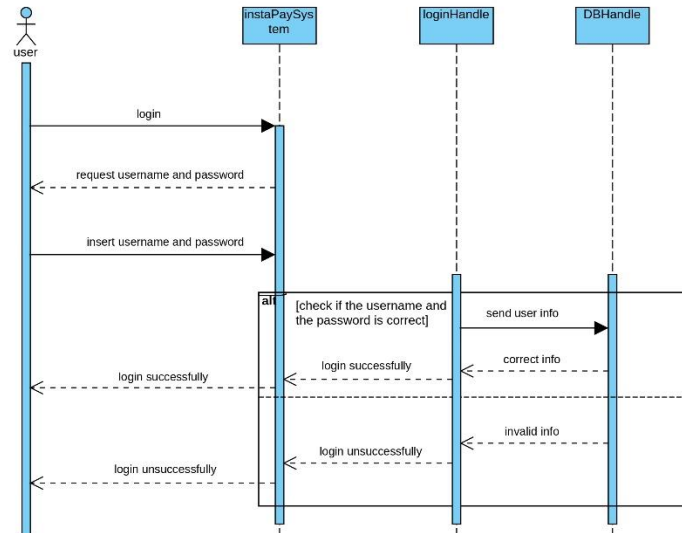 instaPaySys
tem
loginHandle
DBHandle
user
login
request username and password
insert username and password
alt
[check if the username and
the password is correct]
send user info
correct info
login successfully
login successfully
invalid info
login unsuccessfully
login unsuccessfully